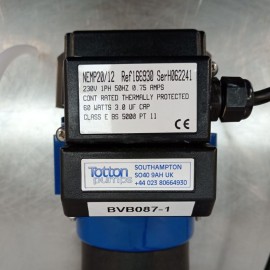 NEMP20/12 Ref166930 SerH062241
230V 1PH 50HZ 0.75 AMPS
CONT RATED THERMALLY PROTECTED
60 WATTS 3.0 UF CAP
CLASS E BS 5000 PT 11
Totton
pumps
SOUTHAMPTON
SO40 9AH UK
+44 023 80664930
BVB087-1